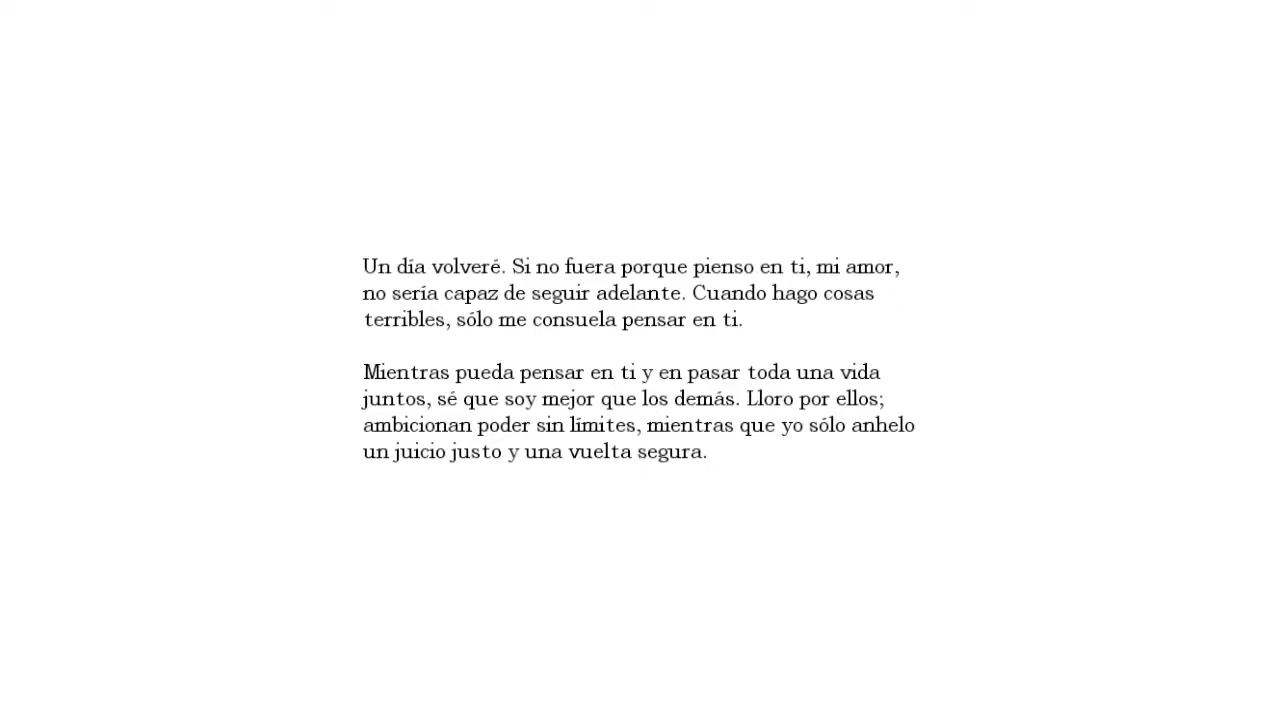 Un día volveré. Si no fuera porque pienso en ti, mi amor,
no sería capaz de seguir adelante. Cuando hago cosas
terribles, sólo me consuela pensar en ti.
Mientras pueda pensar en ti y en pasar toda una vida
juntos, sé que soy mejor que los demás. Lloro por ellos;
ambicionan poder sin límites, mientras que yo sólo anhelo
un juicio justo y una vuelta segura.